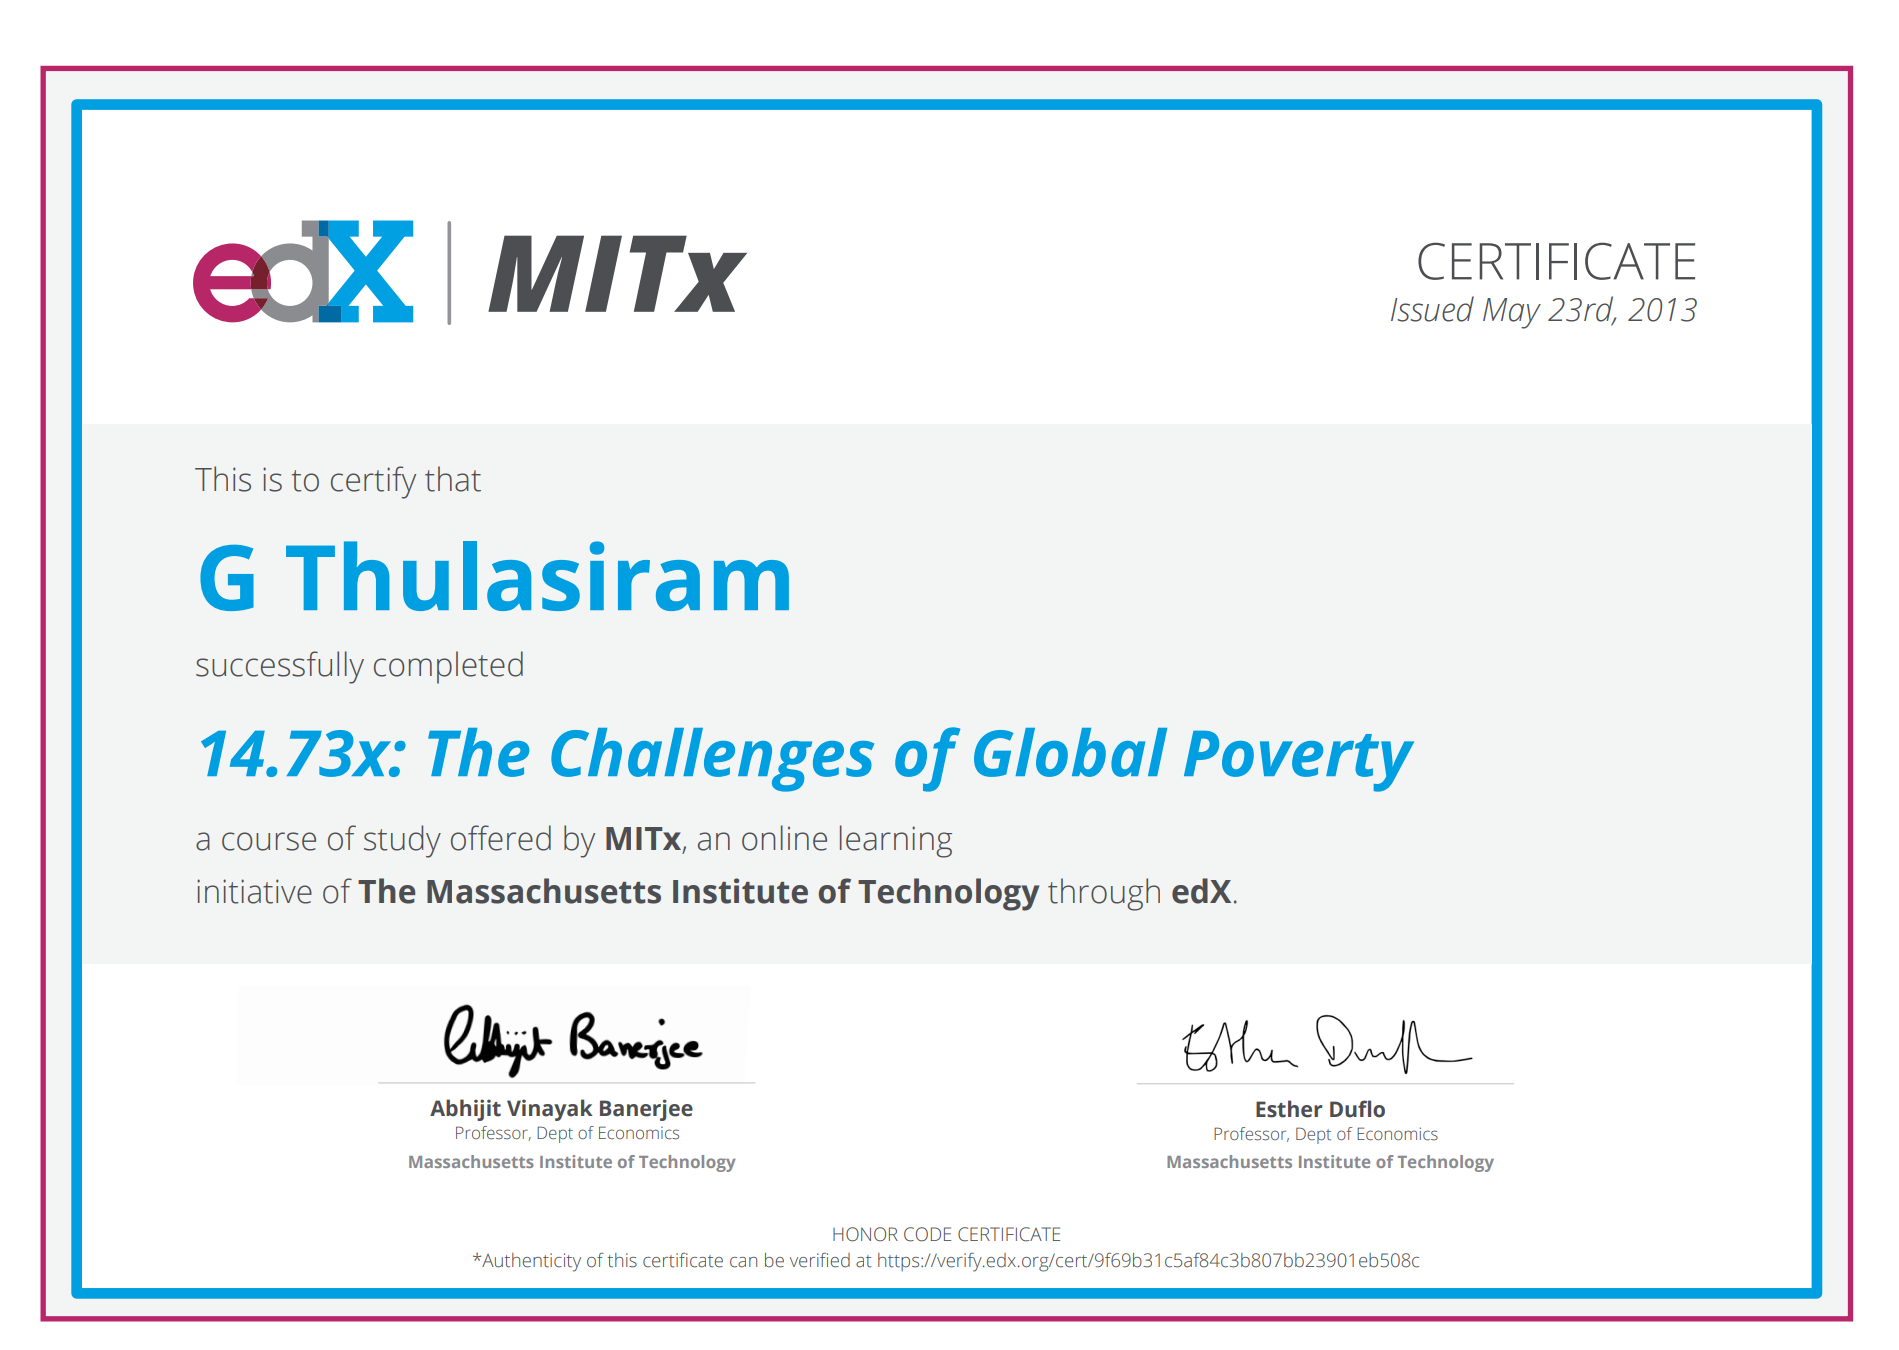 edX | MITx
CERTIFICATE
Issued May 23rd, 2013
This is to certify that
G Thulasiram
successfully completed
14.73x: The Challenges of Global Poverty
a course of study offered by MITx, an online learning
initiative of The Massachusetts Institute of Technology through edX.
Abhijit Banerjee
Abhijit Vinayak Banerjee
Professor, Dept of Economics
Massachusetts Institute of Technology
Esther Duflo
Esther Duflo
Professor, Dept of Economics
Massachusetts Institute of Technology
HONOR CODE CERTIFICATE
*Authenticity of this certificate can be verified at https://verify.edx.org/cert/9f69b31c5af84c3b807bb23901eb508c